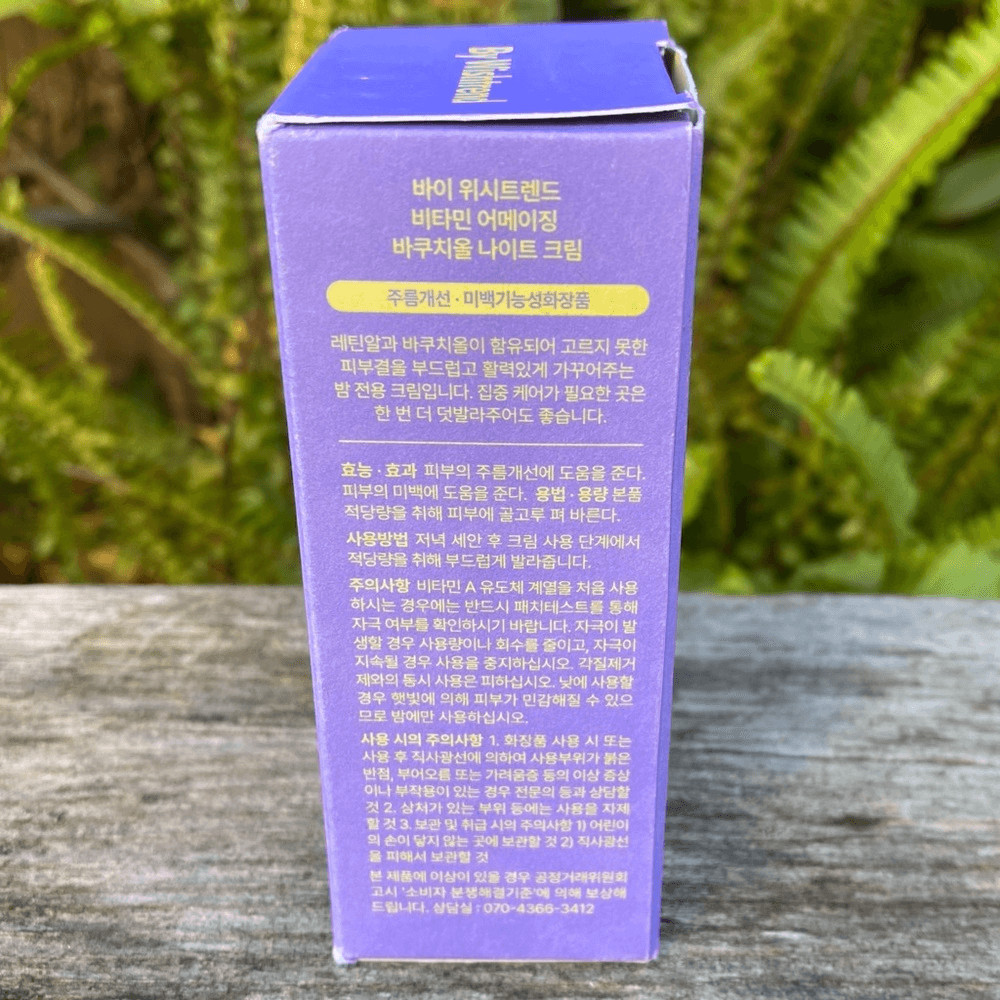 By Wishtrend
바이 위시트렌드
비타민 어메이징
바쿠치올 나이트 크림
주름개선 · 미백기능성화장품
레틴알과 바쿠치올이 함유되어 고르지 못한
피부결을 부드럽고 활력있게 가꾸어주는
밤 전용 크림입니다. 집중 케어가 필요한 곳은
한 번 더 덧발라주어도 좋습니다.
효능 · 효과 피부의 주름개선에 도움을 준다.
피부의 미백에 도움을 준다. 용법 · 용량 본품
적당량을 취해 피부에 골고루 펴 바른다.
사용방법 저녁 세안 후 크림 사용 단계에서
적당량을 취해 부드럽게 발라줍니다.
주의사항 비타민 A 유도체 계열을 처음 사용
하시는 경우에는 반드시 패치테스트를 통해
자극 여부를 확인하시기 바랍니다. 자극이 발
생할 경우 사용량이나 회수를 줄이고, 자극이
지속될 경우 사용을 중지하십시오. 각질제거
제와의 동시 사용은 피하십시오. 낮에 사용할
경우 햇빛에 의해 피부가 민감해질 수 있으
므로 밤에만 사용하십시오.
사용 시의 주의사항 1. 화장품 사용 시 또는
사용 후 직사광선에 의하여 사용부위가 붉은
반점, 부어오름 또는 가려움증 등의 이상 증상
이나 부작용이 있는 경우 전문의 등과 상담할
것 2. 상처가 있는 부위 등에는 사용을 자제
할 것 3. 보관 및 취급 시의 주의사항 1) 어린이
의 손이 닿지 않는 곳에 보관할 것 2) 직사광선
을 피해서 보관할 것
본 제품에 이상이 있을 경우 공정거래위원회
고시 '소비자 분쟁해결기준'에 의해 보상해
드립니다. 상담실 : 070-4366-3412